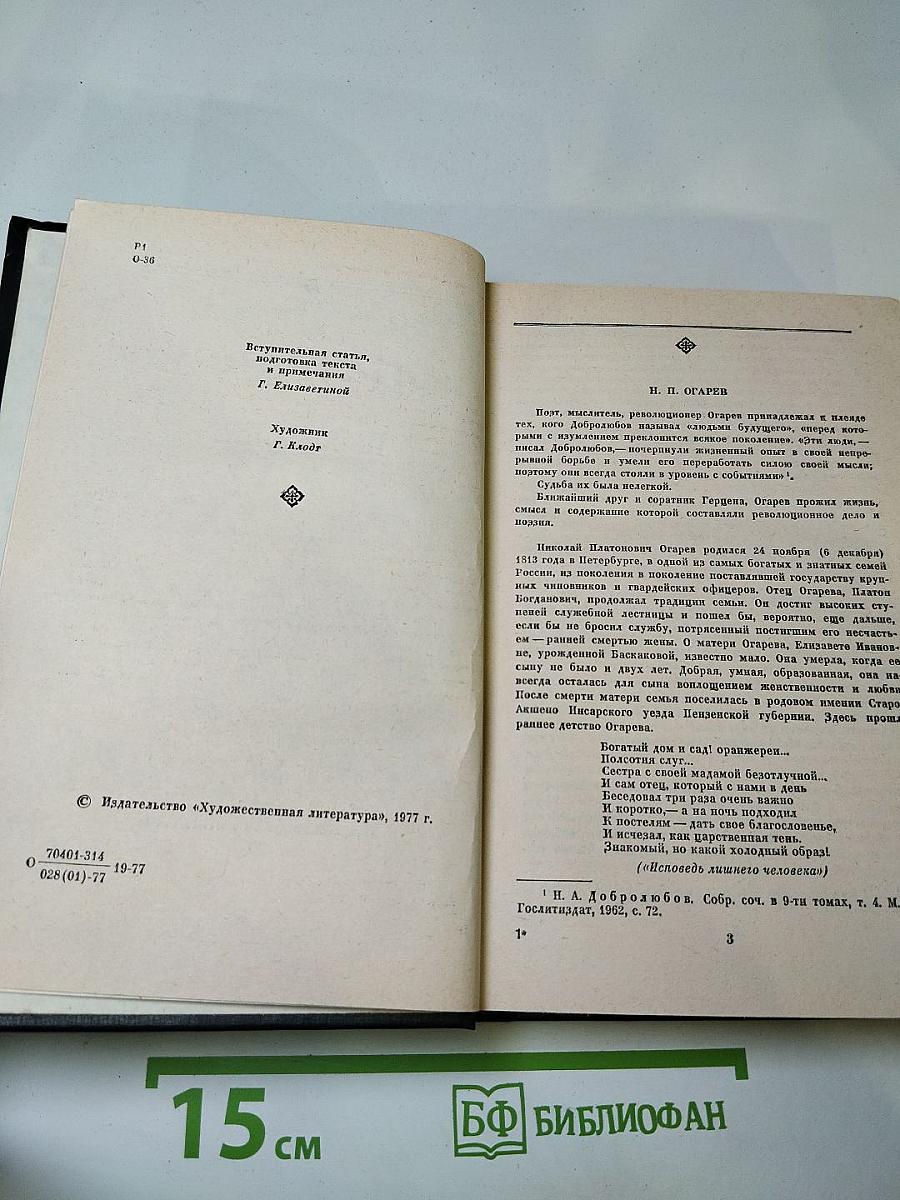 Р1
О-36
Вступительная статья,
подготовка текста
и примечания
Г. Елизаветиной
Художник
Г. Клодт
© Издательство «Художественная литература», 1977 г.
О 70401-314 19-77
028(01)-77
Н. П. ОГАРЕВ
Поэт, мыслитель, революционер Огарев принадлежал к плеяде
тех, кого Добролюбов называл «людьми будущего», «перед кото-
рыми с изумлением преклонится всякое поколение». «Эти люди,—
писал Добролюбов,— почерпнули жизненный опыт в своей непре-
рывной борьбе и умели его переработать силою своей мысли;
поэтому они всегда стояли в уровень с событиями» ¹.
Судьба их была нелегкой.
Ближайший друг и соратник Герцена, Огарев прожил жизнь,
смысл и содержание которой составляли революционное дело и
поэзия.
Николай Платонович Огарев родился 24 ноября (6 декабря)
1813 года в Петербурге, в одной из самых богатых и знатных семей
России, из поколения в поколение поставлявшей государству круп-
ных чиновников и гвардейских офицеров. Отец Огарева, Платон
Богданович, продолжал традиции семьи. Он достиг высоких сту-
пеней служебной лестницы и пошел бы, вероятно, еще дальше,
если бы не бросил службу, потрясенный постигшим его несчасть-
ем — ранней смертью жены. О матери Огарева, Елизавете Иванов-
не, урожденной Баскаковой, известно мало. Она умерла, когда ее
сыну не было и двух лет. Добрая, умная, образованная, она на-
всегда осталась для сына воплощением женственности и любви
После смерти матери семья поселилась в родовом имении Старо
Акшено Инсарского уезда Пензенской губернии. Здесь прошл
раннее детство Огарева.
Богатый дом и сад! оранжереи...
Полсотня слуг...
Сестра с своей мадамой безотлучной...
И сам отец, который с нами в день
Беседовал три раза очень важно
И коротко,— а на ночь подходил
К постелям — дать свое благословенье,
И исчезал, как царственная тень.
Знакомый, но какой холодный образ!
(«Исповедь лишнего человека»)
¹ Н. А. Добролюбов. Собр. соч. в 9-ти томах, т. 4. М.
Гослитиздат, 1962, с. 72.
1* 3
15 см
БФ БИБЛИОФАН